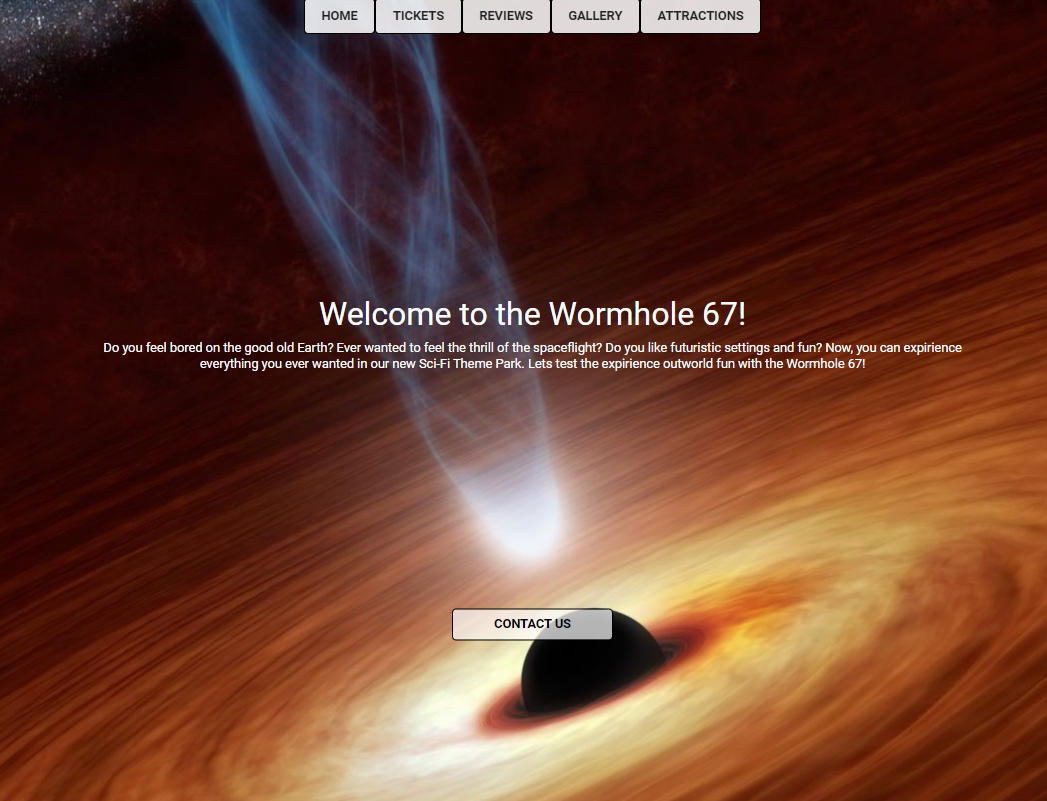 HOME TICKETS REVIEWS GALLERY ATTRACTIONS
Welcome to the Wormhole 67!
Do you feel bored on the good old Earth? Ever wanted to feel the thrill of the spaceflight? Do you like futuristic settings and fun? Now, you can expirience
everything you ever wanted in our new Sci-Fi Theme Park. Lets test the expirience outworld fun with the Wormhole 67!
CONTACT US